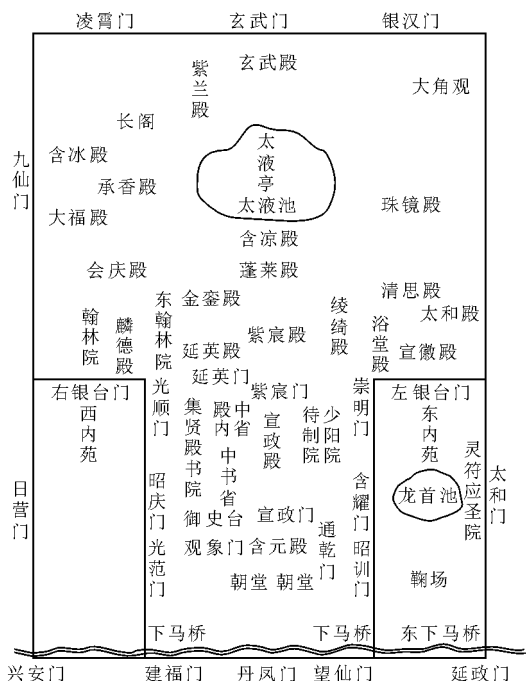 凌霄门 玄武门 银汉门
玄武殿
紫兰殿
大角观
长阁
太液亭
含冰殿
九仙门
承香殿
太液池
珠镜殿
大福殿
含凉殿
会庆殿
蓬莱殿
清思殿
东翰林院
金銮殿
绫绮殿
太和殿
翰林院
麟德殿
紫宸殿
浴堂殿
延英殿
宣徽殿
延英门
右银台门
光顺门
紫宸门
崇明门
左银台门
西内苑
集贤殿书院
殿内
中省
宣政殿
待制院
少阳院
东内苑
灵符应圣院
太和门
中书省
日营门
昭庆门
含耀门
龙首池
御史台
宣政门
通乾门
光范门
观象门
含元殿
昭训门
朝堂
朝堂
鞠场
下马桥
下马桥
东下马桥
兴安门 建福门 丹凤门 望仙门 延政门